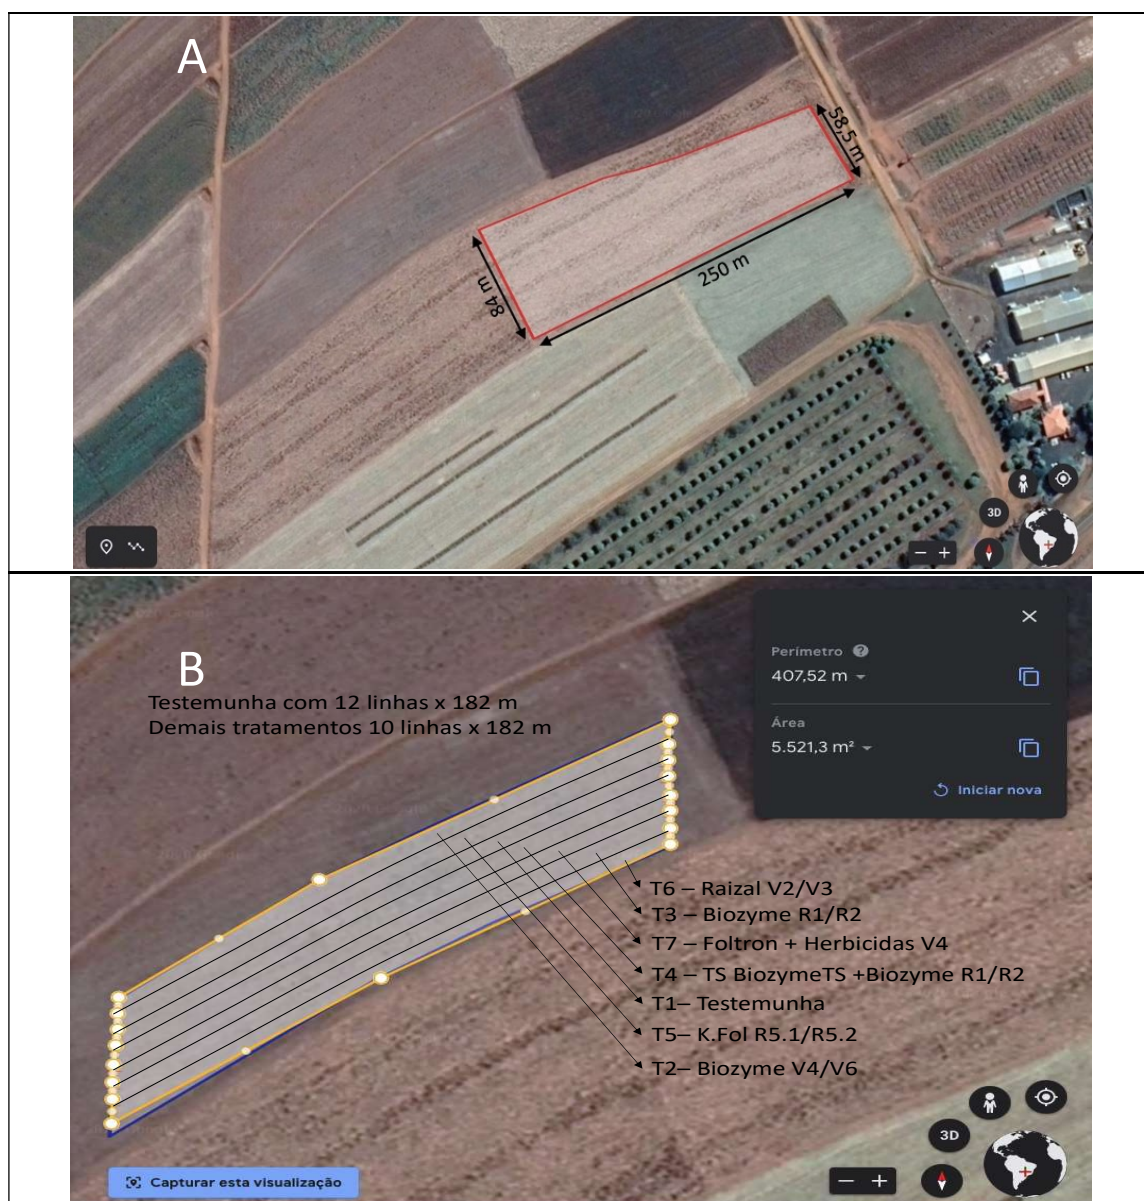 A
58,5 m
250 m
84 m
3D
B
Testemunha com 12 linhas x 182 m
Demais tratamentos 10 linhas x 182 m
Perímetro
407,52 m
Área
5.521,3 m²
Iniciar nova
T6 – Raizal V2/V3
T3 – Biozyme R1/R2
T7 – Foltron + Herbicidas V4
T4 – TS BiozymeTS +Biozyme R1/R2
T1– Testemunha
T5 – K.Fol R5.1/R5.2
T2– Biozyme V4/V6
3D
Capturar esta visualização